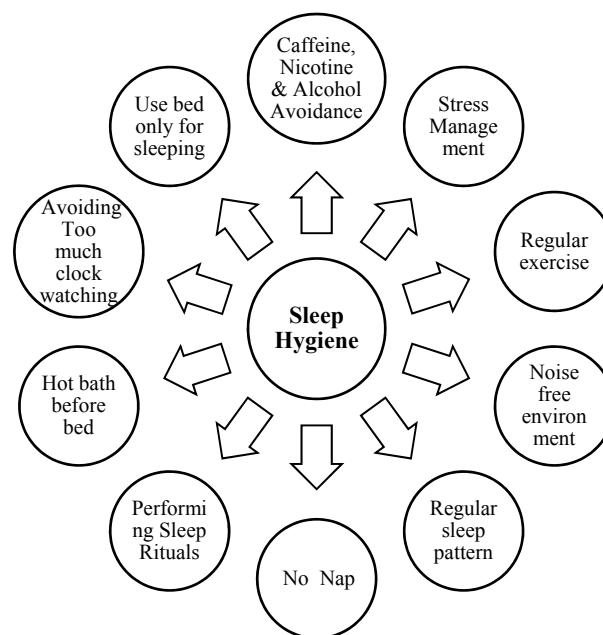 Caffeine,
Nicotine
& Alcohol
Avoidance
Stress
Manage
ment
Regular
exercise
Noise
free
environ
ment
Regular
sleep
pattern
No Nap
Performi
ng Sleep
Rituals
Hot bath
before
bed
Avoiding
Too
much
clock
watching
Use bed
only for
sleeping
Sleep
Hygiene